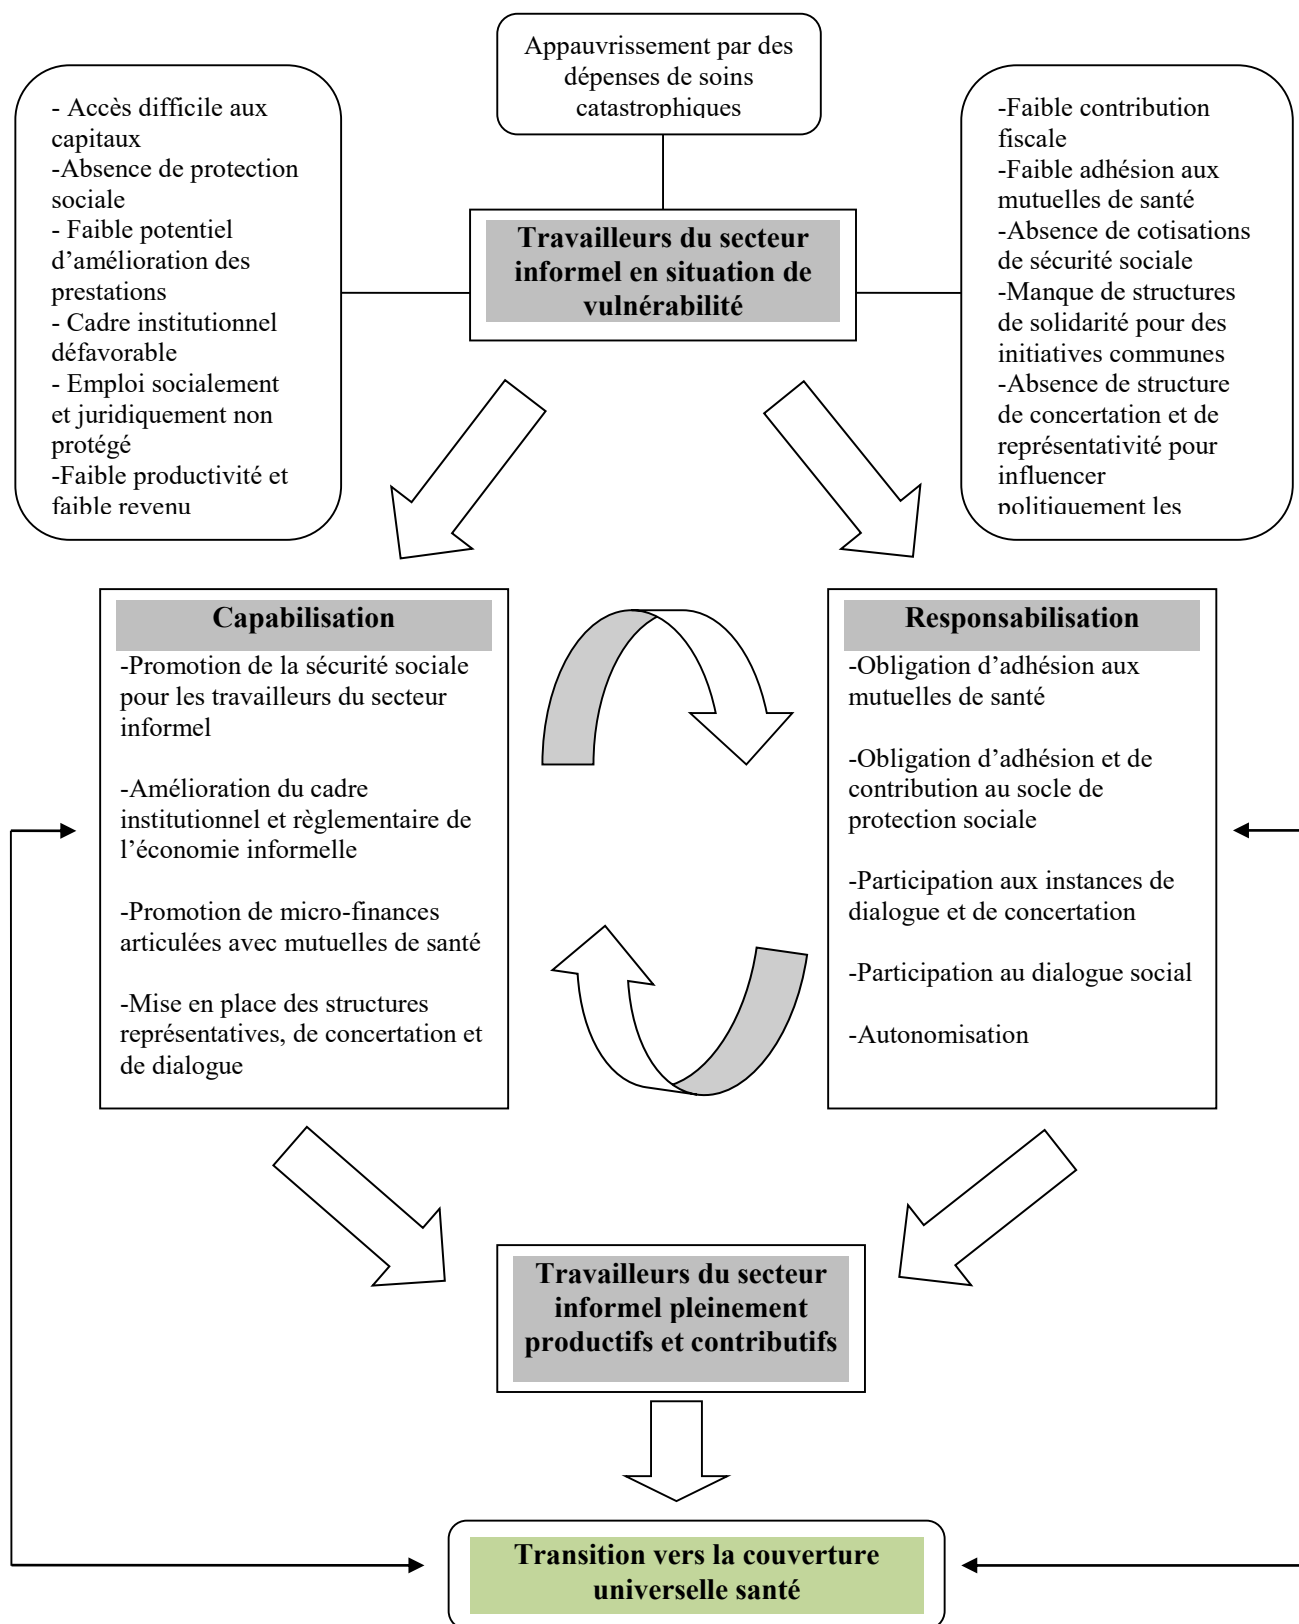 Appauvrissement par des
dépenses de soins
catastrophiques
- Accès difficile aux
capitaux
-Absence de protection
sociale
- Faible potentiel
d’amélioration des
prestations
- Cadre institutionnel
défavorable
- Emploi socialement
et juridiquement non
protégé
-Faible productivité et
faible revenu
Travailleurs du secteur
informel en situation de
vulnérabilité
-Faible contribution
fiscale
-Faible adhésion aux
mutuelles de santé
-Absence de cotisations
de sécurité sociale
-Manque de structures
de solidarité pour des
initiatives communes
-Absence de structure
de concertation et de
représentativité pour
influencer
politiquement les
Capabilisation
-Promotion de la sécurité sociale
pour les travailleurs du secteur
informel
-Amélioration du cadre
institutionnel et règlementaire de
l’économie informelle
-Promotion de micro-finances
articulées avec mutuelles de santé
-Mise en place des structures
représentatives, de concertation et
de dialogue
Responsabilisation
-Obligation d’adhésion aux
mutuelles de santé
-Obligation d’adhésion et de
contribution au socle de
protection sociale
-Participation aux instances de
dialogue et de concertation
-Participation au dialogue social
-Autonomisation
Travailleurs du secteur
informel pleinement
productifs et contributifs
Transition vers la couverture
universelle santé